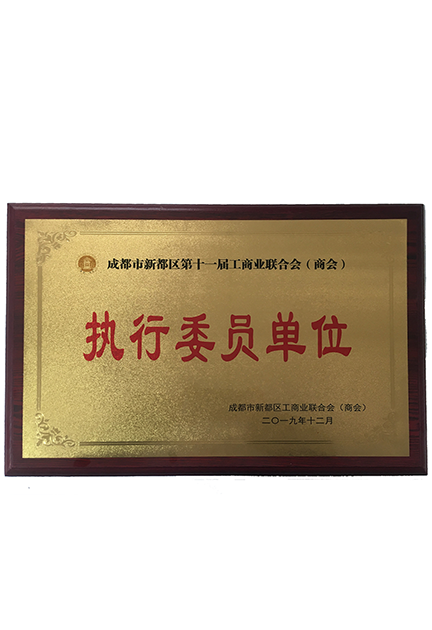 成都市新都区第十一届工商业联合会（商会）
执行委员单位
成都市新都区工商业联合会（商会）
二〇一九年十二月